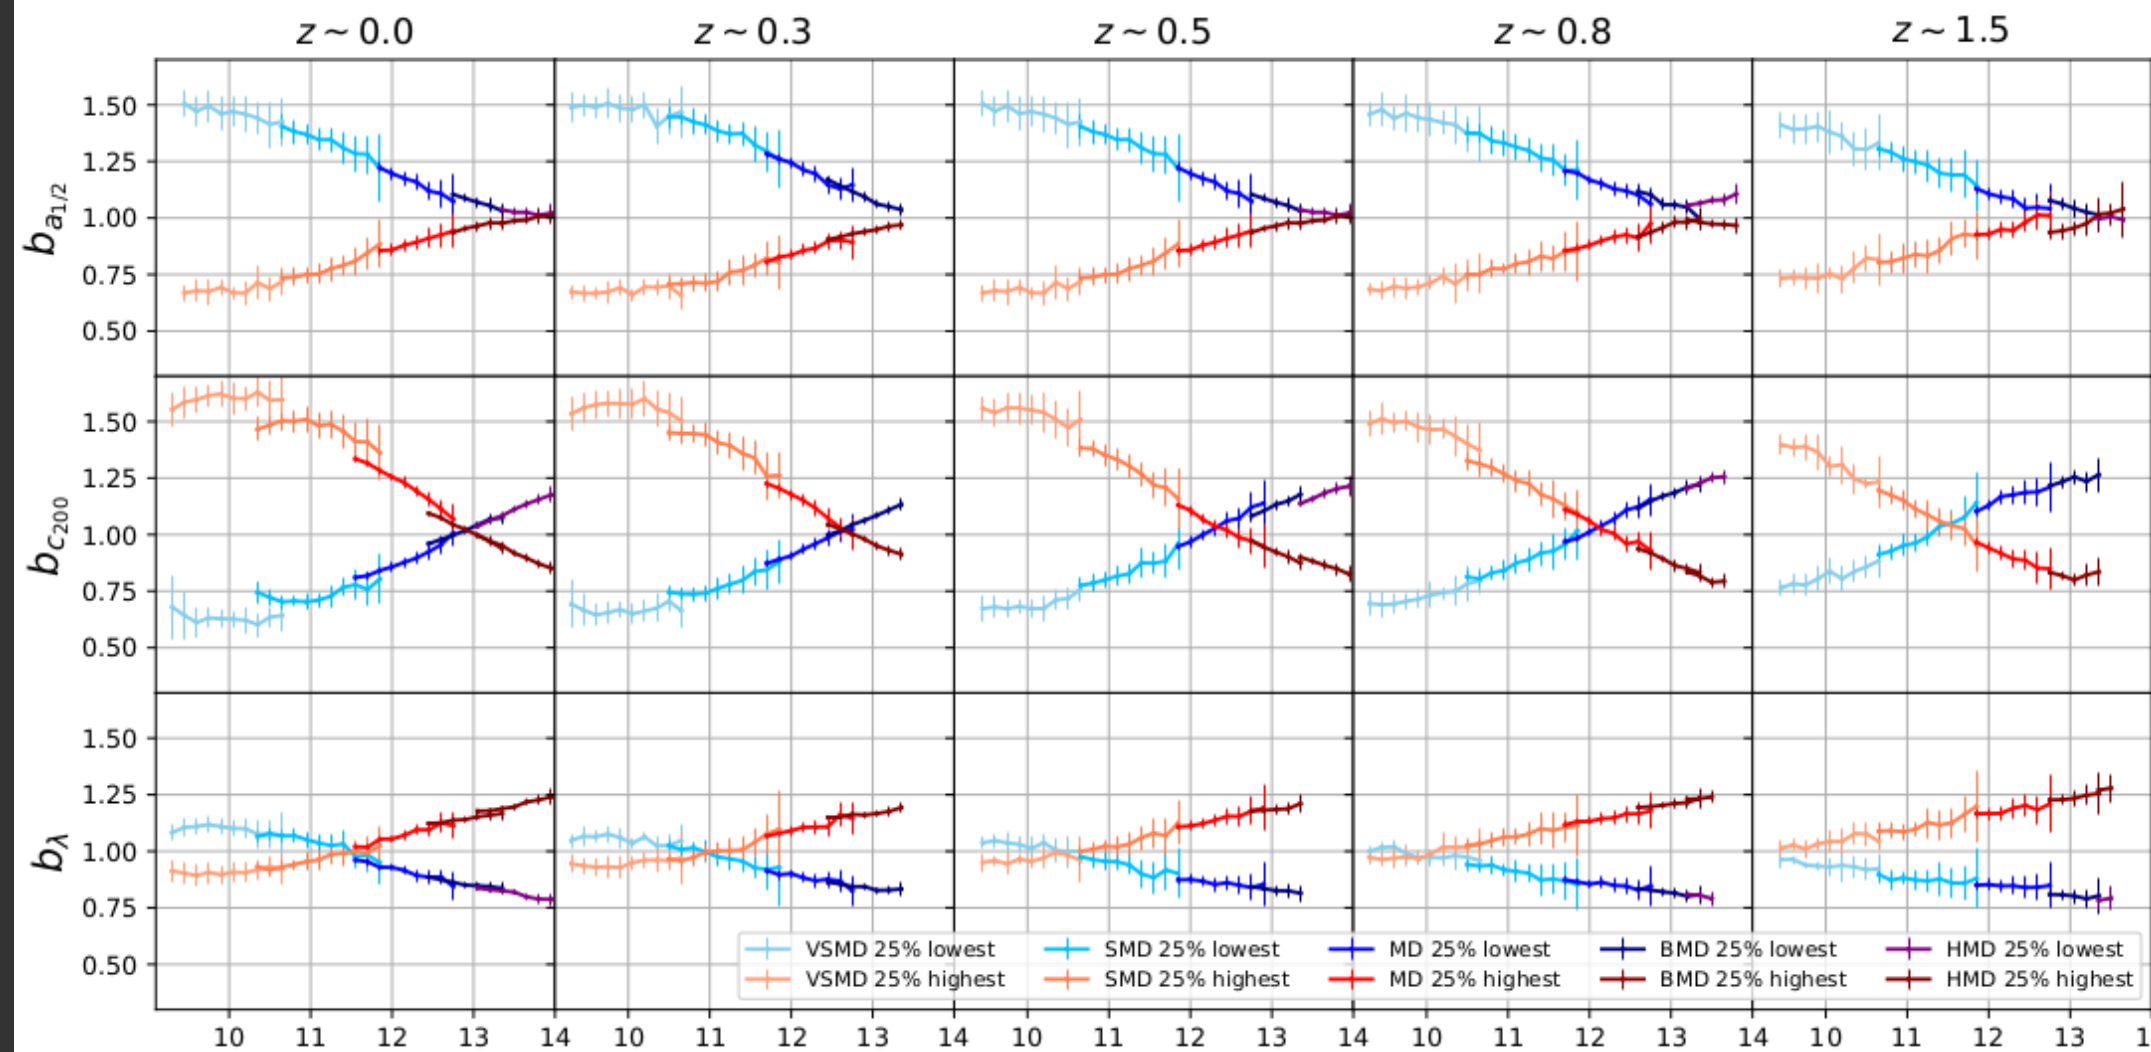 z ~ 0.0 z ~ 0.3 z ~ 0.5 z ~ 0.8 z ~ 1.5
1.50
1.25
1.00
0.75
0.50
b_{a_{1/2}}
1.50
1.25
1.00
0.75
0.50
b_{c_{200}}
1.50
1.25
1.00
0.75
0.50
b_λ
VSMD 25% lowest SMD 25% lowest MD 25% lowest BMD 25% lowest HMD 25% lowest
VSMD 25% highest SMD 25% highest MD 25% highest BMD 25% highest HMD 25% highest
10 11 12 13 14 10 11 12 13 14 10 11 12 13 14 10 11 12 13 14 10 11 12 13 1